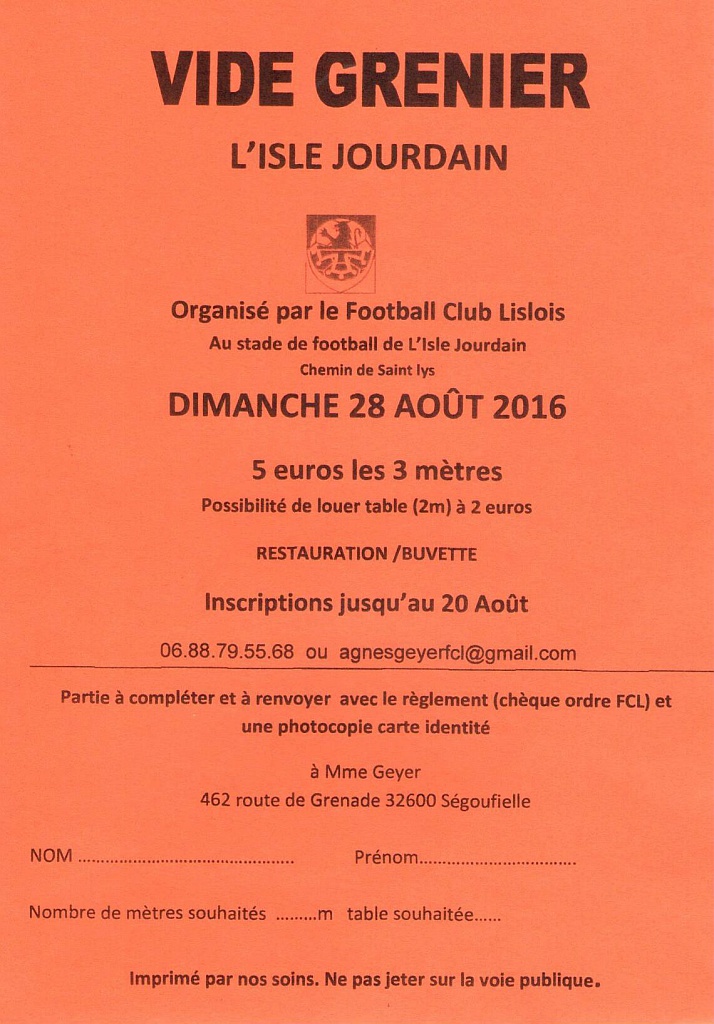 VIDE GRENIER
L'ISLE JOURDAIN
Organisé par le Football Club Lislois
Au stade de football de L'Isle Jourdain
Chemin de Saint lys
DIMANCHE 28 AOÛT 2016
5 euros les 3 mètres
Possibilité de louer table (2m) à 2 euros
RESTAURATION /BUVETTE
Inscriptions jusqu'au 20 Août
06.88.79.55.68 ou agnesgeyerfcl@gmail.com
Partie à compléter et à renvoyer avec le règlement (chèque ordre FCL) et
une photocopie carte identité
à Mme Geyer
462 route de Grenade 32600 Ségoufielle
NOM ............................................... Prénom..................................
Nombre de mètres souhaités .........m table souhaitée......
Imprimé par nos soins. Ne pas jeter sur la voie publique.